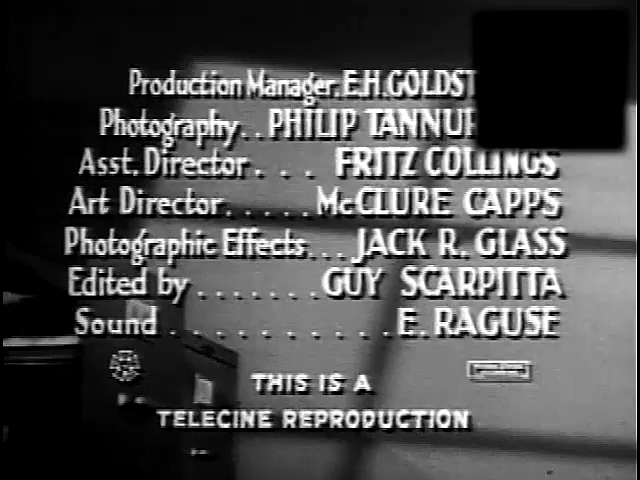 Production Manager, E.H. GOLDST
Photography.. PHILIP TANNU
Asst. Director . . . FRITZ COLLINGS
Art Director. . . . . McCLURE CAPPS
Photographic Effects... JACK R. GLASS
Edited by . . . . . . . GUY SCARPITTA
Sound . . . . . . . . . . . . E. RAGUSE
THIS IS A
TELECINE REPRODUCTION